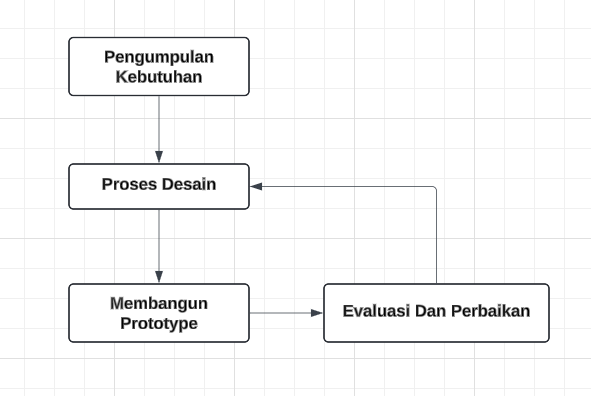 Pengumpulan
Kebutuhan
Proses Desain
Membangun
Prototype
Evaluasi Dan Perbaikan